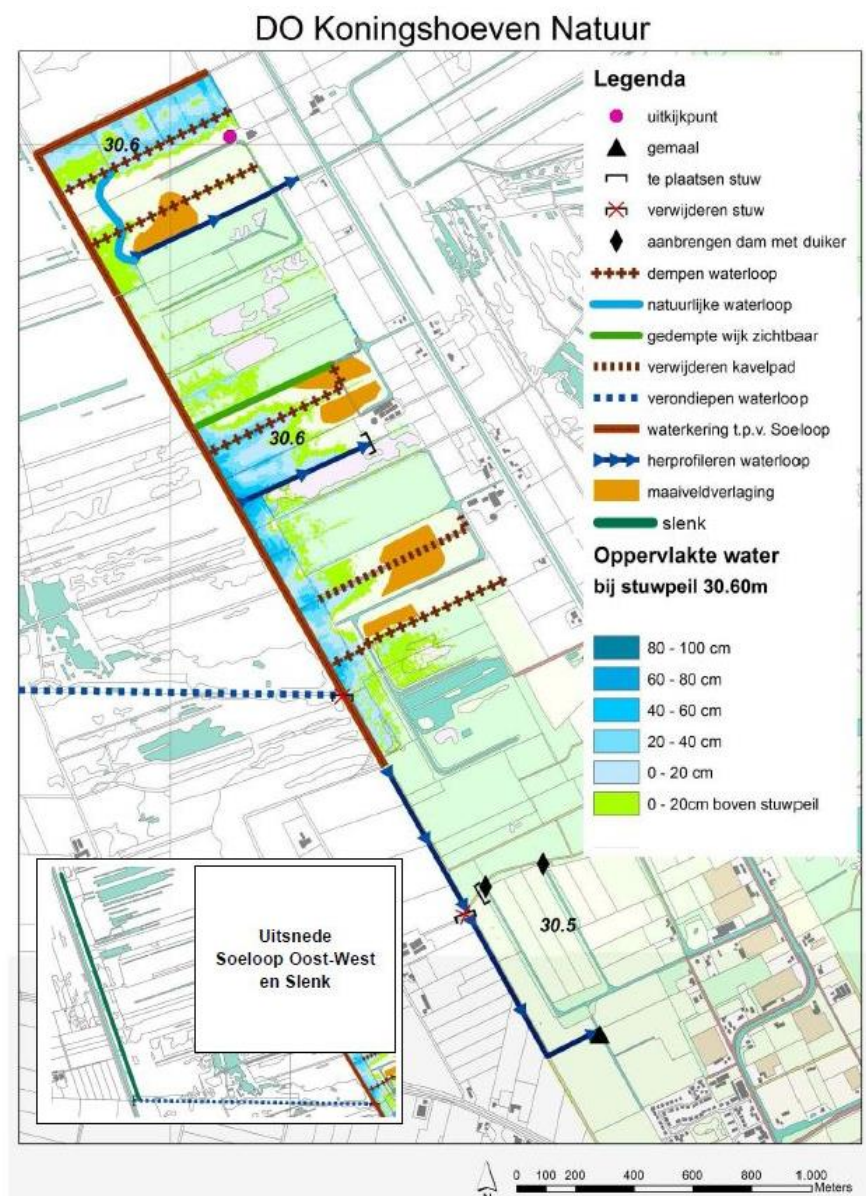 DO Koningshoeven Natuur
Legenda
uitkijkpunt
gemaal
te plaatsen stuw
verwijderen stuw
aanbrengen dam met duiker
dempen waterloop
natuurlijke waterloop
gedempte wijk zichtbaar
verwijderen kavelpad
verondiepen waterloop
waterkering t.p.v. Soeloop
herprofileren waterloop
maaiveldverlaging
slenk
Oppervlakte water
bij stuwpeil 30.60m
80 - 100 cm
60 - 80 cm
40 - 60 cm
20 - 40 cm
0 - 20 cm
0 - 20cm boven stuwpeil
30.6
30.6
30.5
Uitsnede
Soeloop Oost-West
en Slenk
N
0 100 200 400 600 800 1.000
Meters